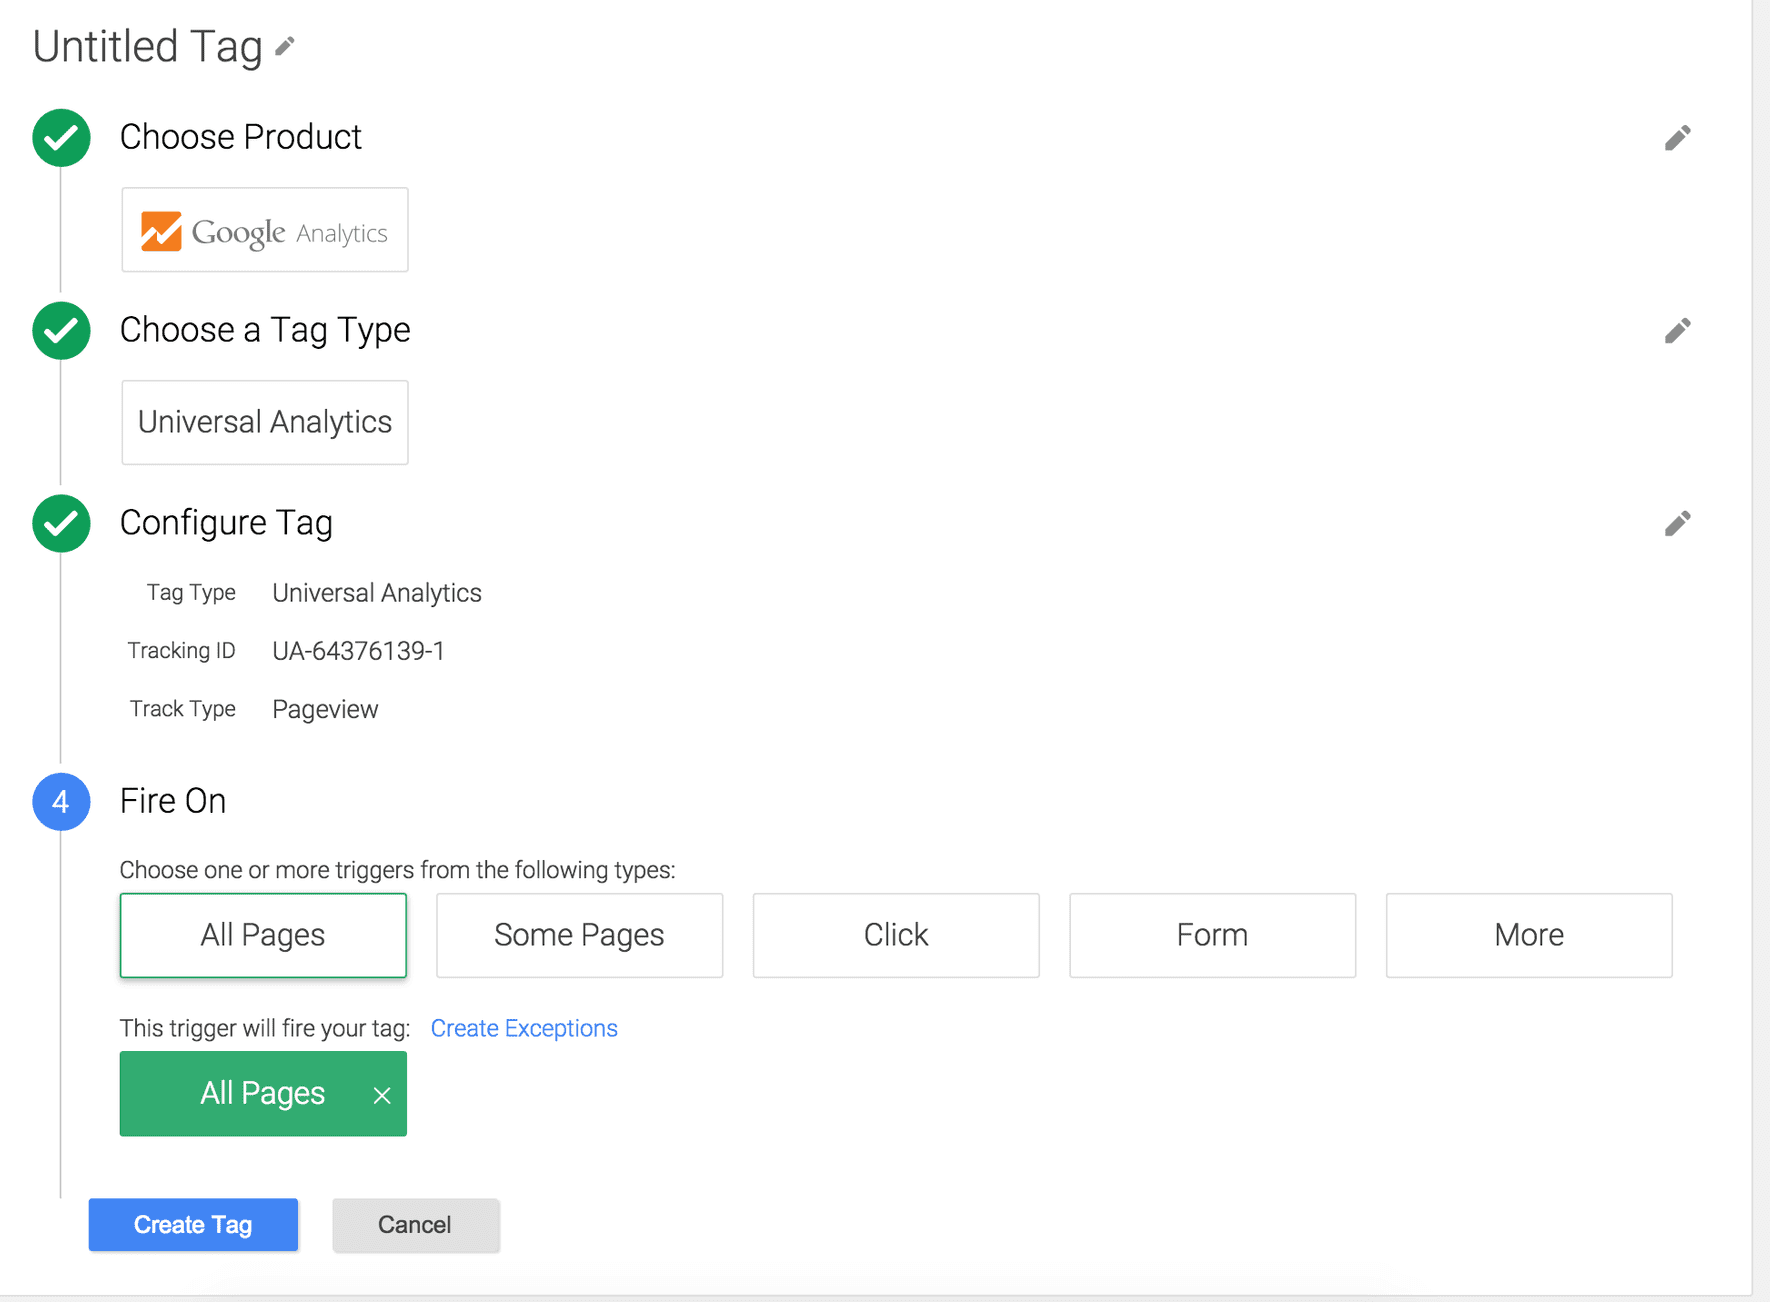 Untitled Tag
Choose Product
Google Analytics
Choose a Tag Type
Universal Analytics
Configure Tag
Tag Type Universal Analytics
Tracking ID UA-64376139-1
Track Type Pageview
4 Fire On
Choose one or more triggers from the following types:
All Pages Some Pages Click Form More
This trigger will fire your tag: Create Exceptions
All Pages ×
Create Tag Cancel